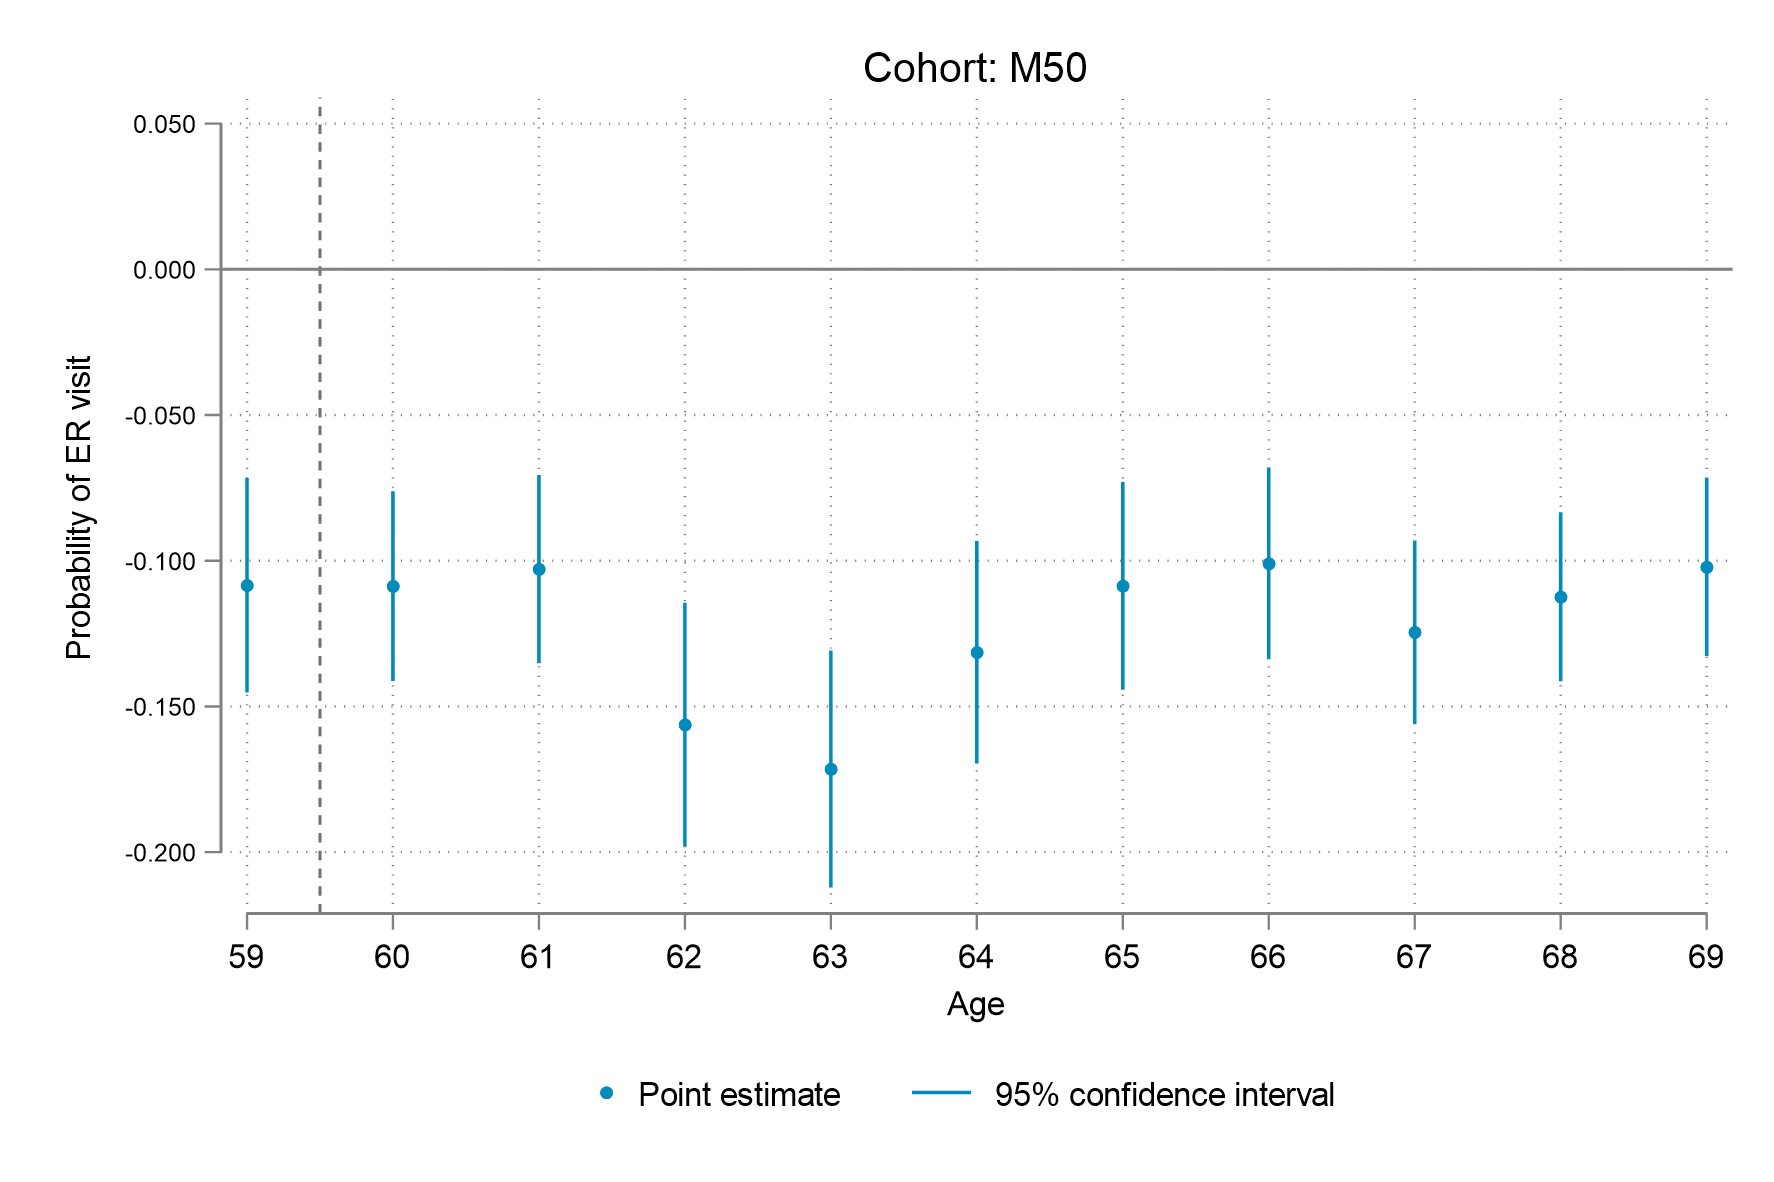 Cohort: M50
0.050
0.000
-0.050
-0.100
-0.150
-0.200
Probability of ER visit
59 60 61 62 63 64 65 66 67 68 69
Age
Point estimate 95% confidence interval